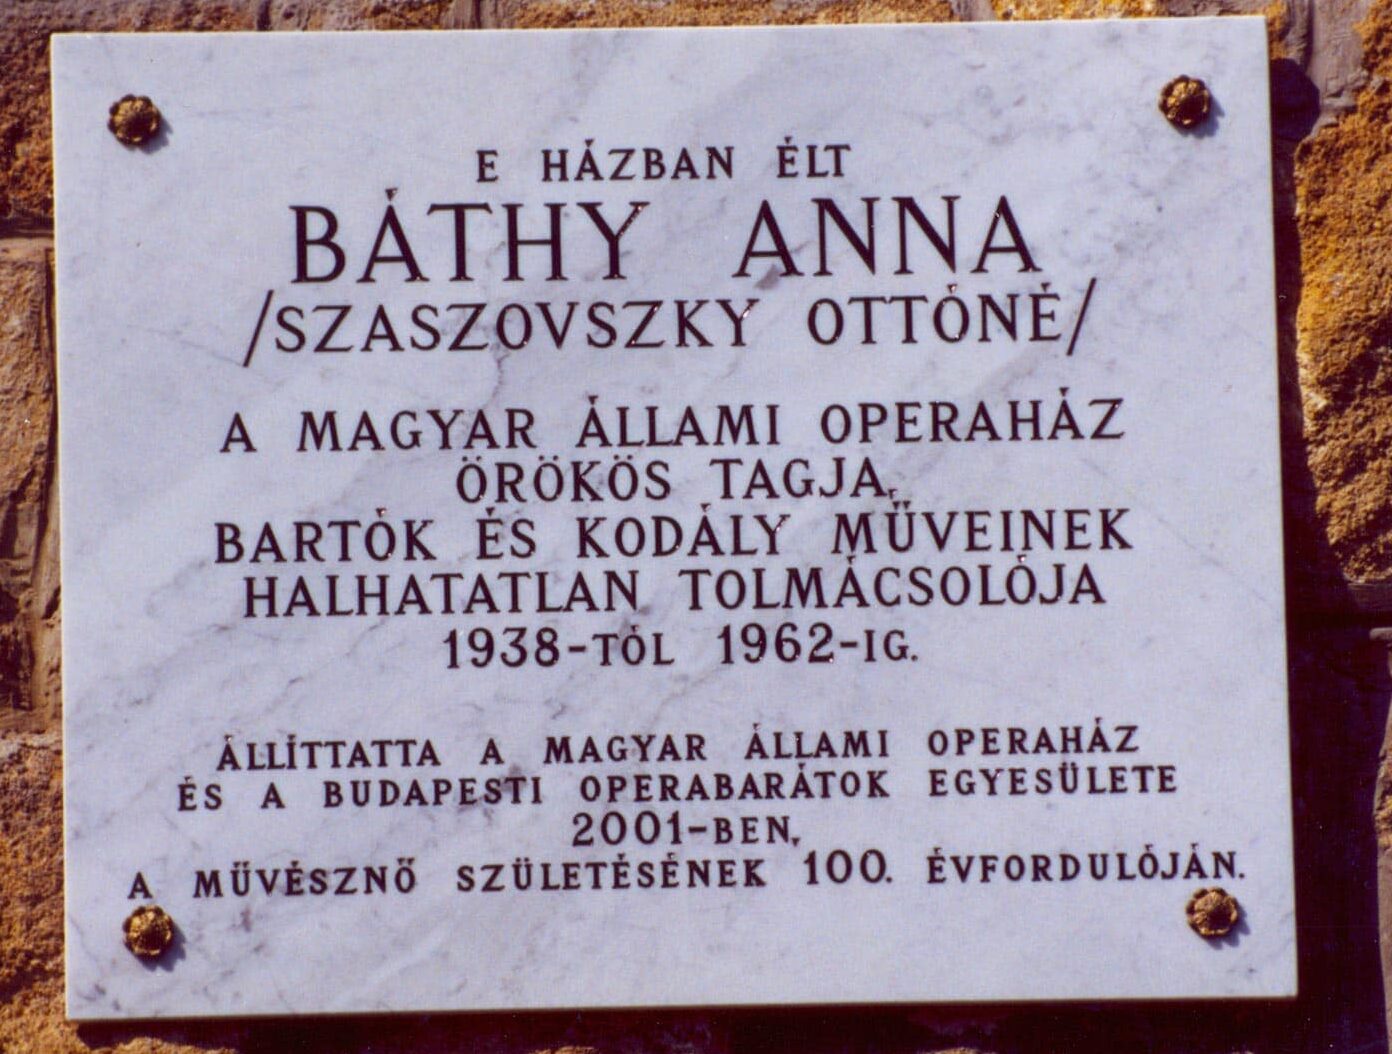 E HÁZBAN ÉLT
BÁTHY ANNA
/SZASZOVSZKY OTTÓNÉ/
A MAGYAR ÁLLAMI OPERAHÁZ
ÖRÖKÖS TAGJA,
BARTÓK ÉS KODÁLY MŰVEINEK
HALHATATLAN TOLMÁCSOLÓJA
1938-TÓL 1962-IG.
ÁLLÍTTATTA A MAGYAR ÁLLAMI OPERAHÁZ
ÉS A BUDAPESTI OPERABARÁTOK EGYESÜLETE
2001-BEN,
A MŰVÉSZNŐ SZÜLETÉSÉNEK 100. ÉVFORDULÓJÁN.